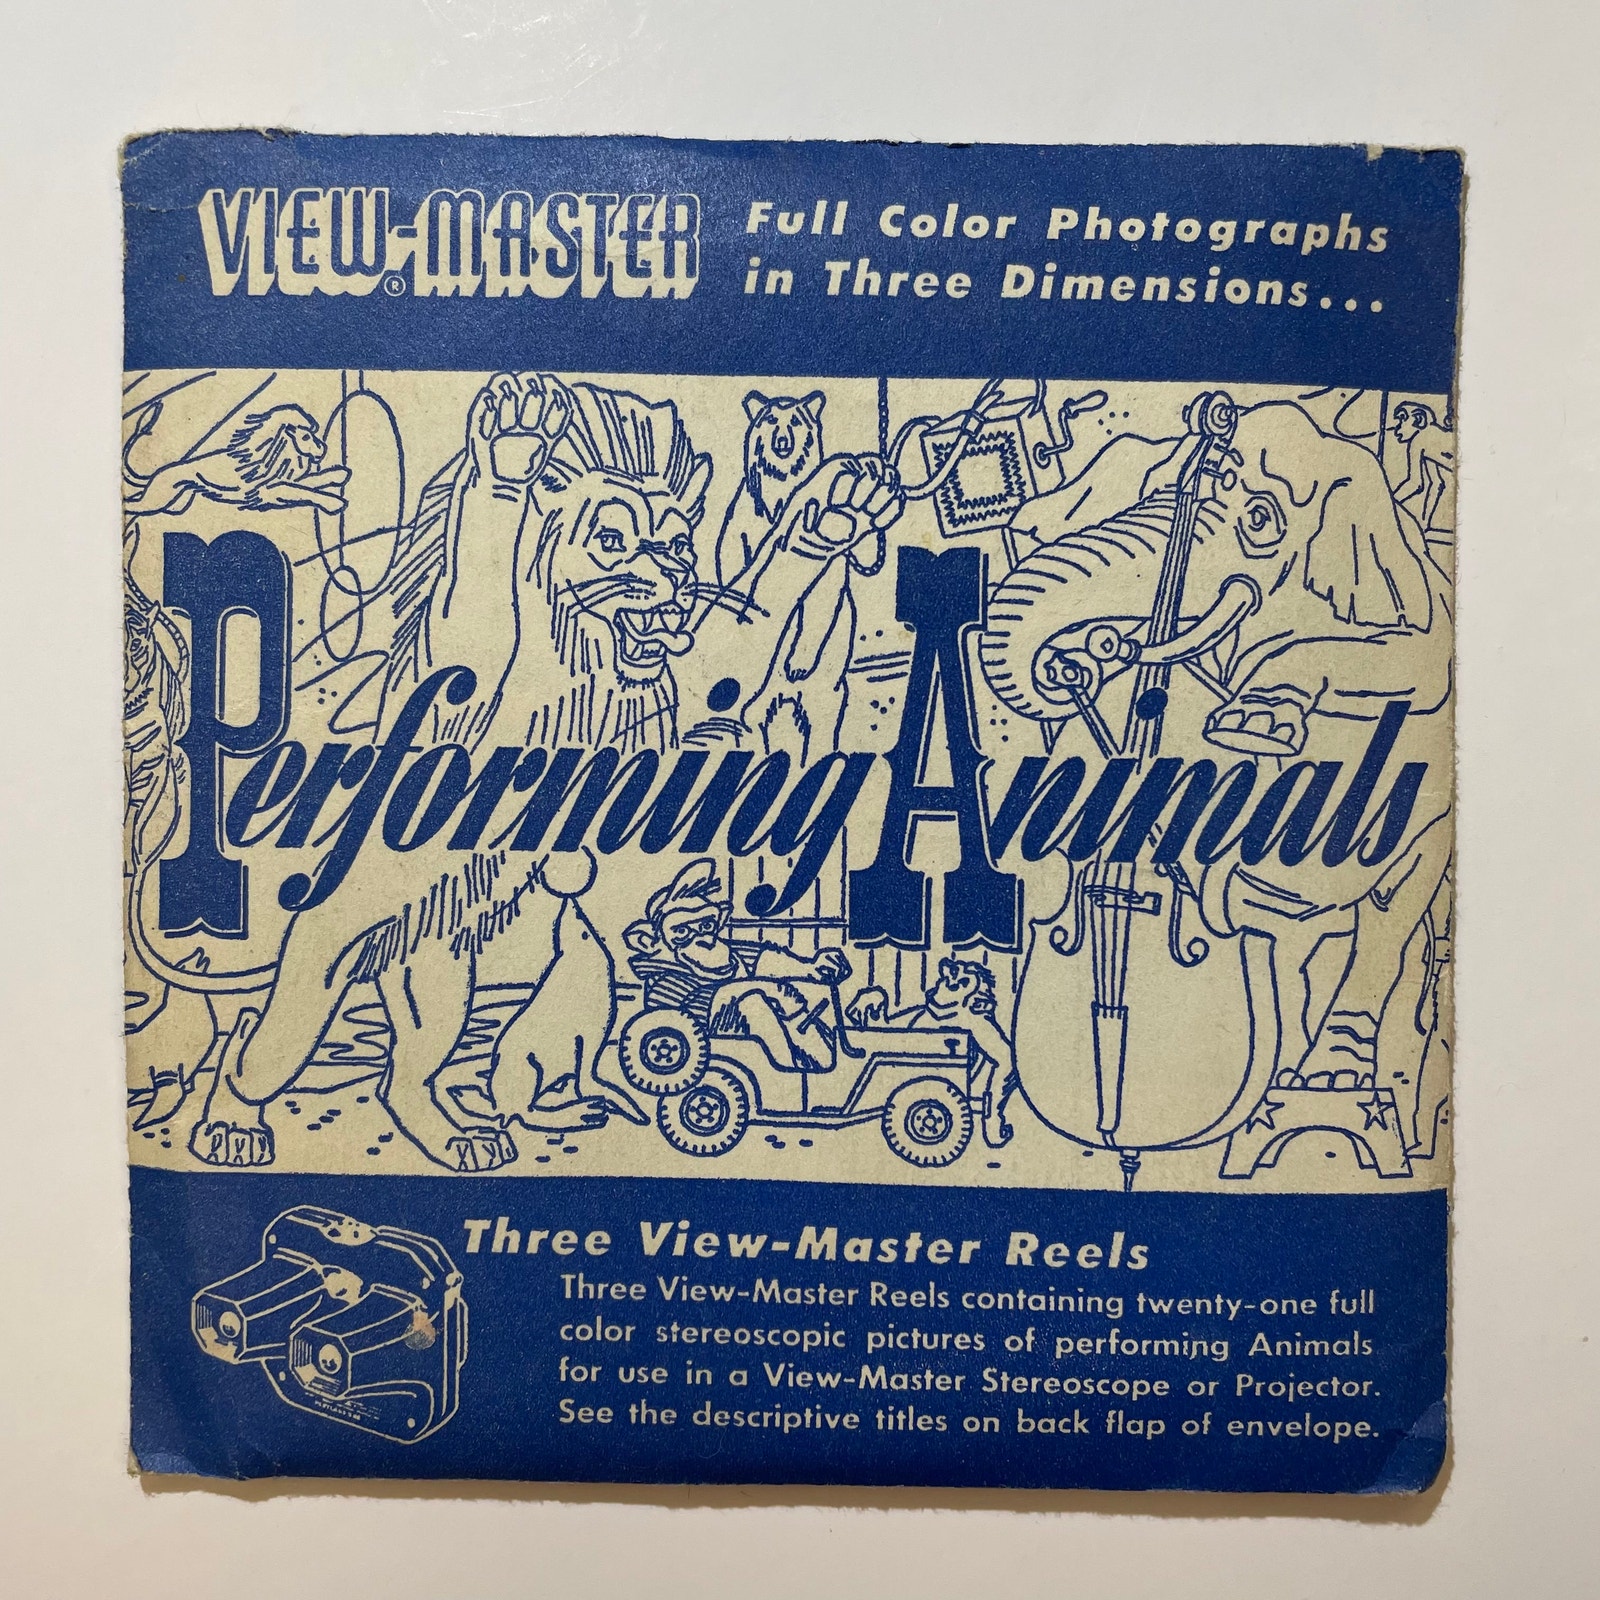 VIEW-MASTER®
Full Color Photographs
in Three Dimensions...
Performing Animals
Three View-Master Reels
Three View-Master Reels containing twenty-one full
color stereoscopic pictures of performing Animals
for use in a View-Master Stereoscope or Projector.
See the descriptive titles on back flap of envelope.